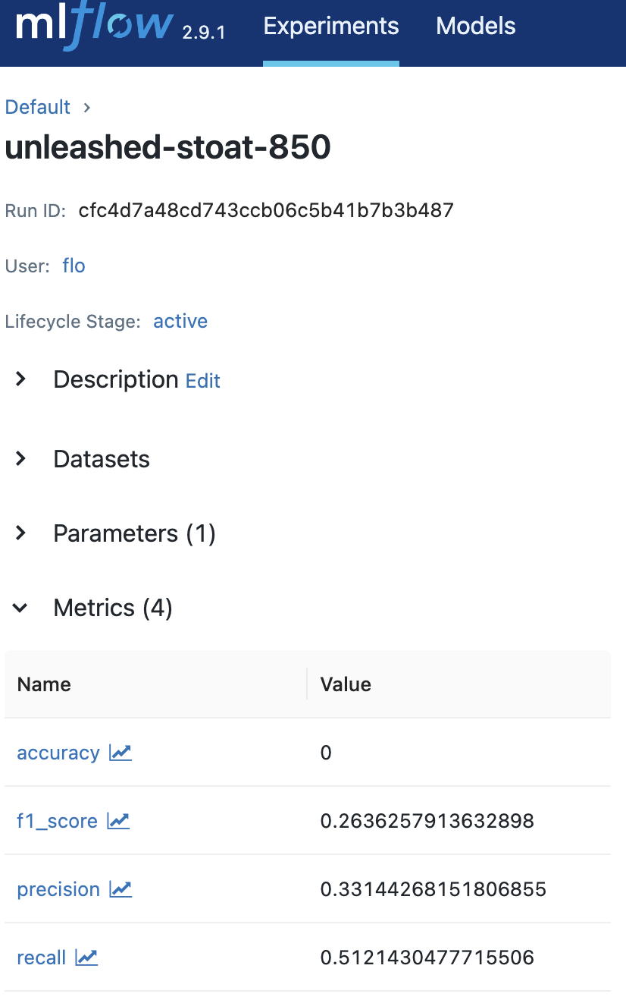 mlflow 2.9.1 Experiments Models
Default
unleashed-stoat-850
Run ID: cfc4d7a48cd743ccb06c5b41b7b3b487
User: flo
Lifecycle Stage: active
Description Edit
Datasets
Parameters (1)
Metrics (4)
Name Value
accuracy 0
f1_score 0.2636257913632898
precision 0.33144268151806855
recall 0.5121430477715506